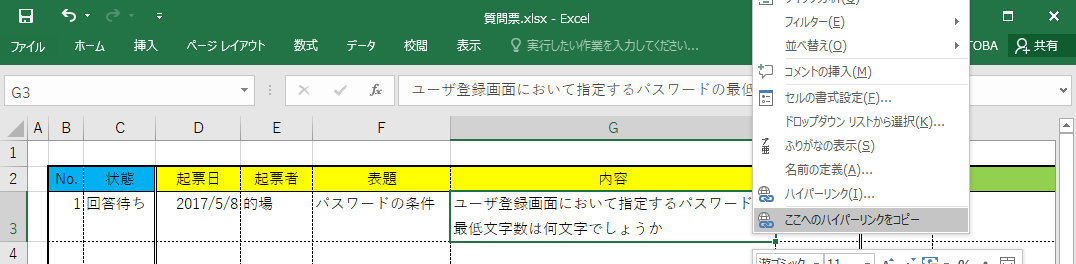 質問票.xlsx - Excel
フィルター(E)
ファイル ホーム 挿入 ページ レイアウト 数式 データ 校閲 表示 実行したい作業を入力してください... 並べ替え(O) TOBA 共有
コメントの挿入(M)
G3 fx ユーザ登録画面において指定するパスワードの最低 セルの書式設定(F)...
ドロップダウン リストから選択(K)...
A B C D E F G
ふりがなの表示(S)
1 名前の定義(A)...
2 No. 状態 起票日 起票者 表題 内容
ハイパーリンク(I)...
1 回答待ち 2017/5/8 的場 パスワードの条件 ユーザ登録画面において指定するパスワード
ここへのハイパーリンクをコピー
3 最低文字数は何文字でしょうか
4
游ゴシック 11 A A %